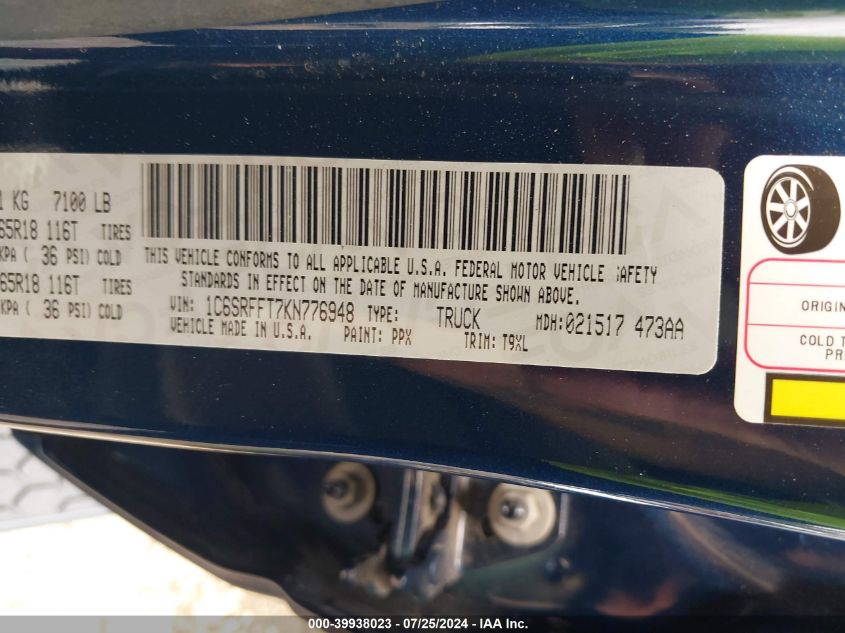 1 KG 7100 LB
65R18 116T TIRES
KPA ( 36 PSI) COLD
65R18 116T TIRES
KPA ( 36 PSI) COLD
THIS VEHICLE CONFORMS TO ALL APPLICABLE U.S.A. FEDERAL MOTOR VEHICLE SAFETY
STANDARDS IN EFFECT ON THE DATE OF MANUFACTURE SHOWN ABOVE.
VIN: 1C6SRFFT7KN776948 TYPE: TRUCK MDH:021517 473AA
VEHICLE MADE IN U.S.A. PAINT: PPX TRIM: T9XL
ORIGIN
COLD T
PR
000-39938023 - 07/25/2024 - IAA Inc.